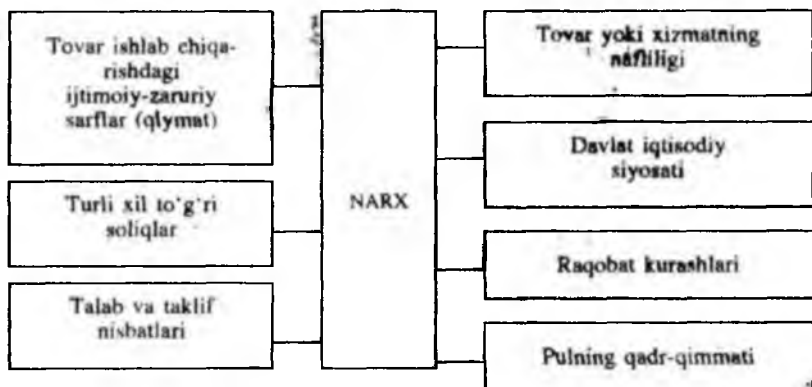 Tovar ishlab chiqa-
rishdagi
ijtimoiy-zaruriy
sarflar (qlymat)
Turli xil to'g'ri
soliqlar
Talab va taklif
nisbatlari
NARX
Tovar yoki xizmatning
nafliligi
Davlat iqtisodiy
siyosati
Raqobat kurashlari
Pulning qadr-qimmati